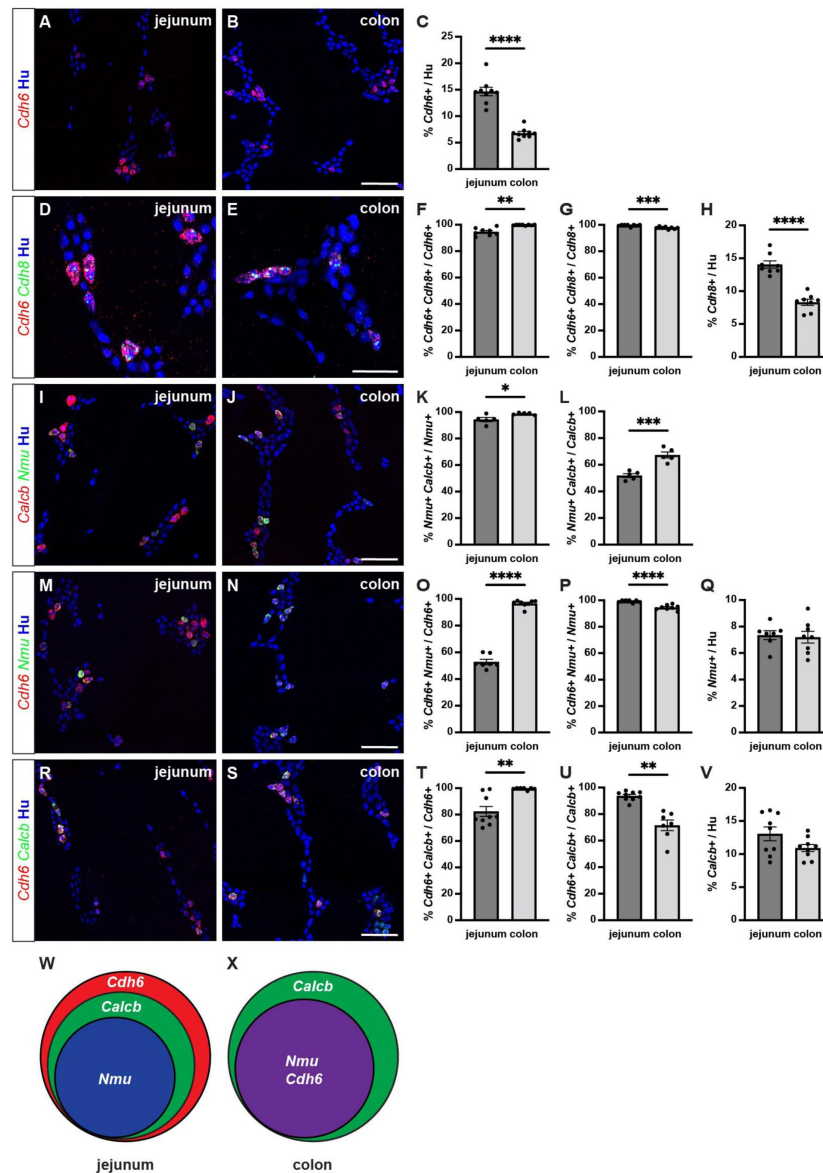 A jejunum
B colon
C
Cdh6 Hu
% Cdh6+ / Hu
25
20
15
10
5
0
****
jejunum colon
D jejunum
E colon
F
G
H
Cdh6 Cdh8 Hu
% Cdh6+ Cdh8+ / Cdh6+
100
80
60
40
20
0
**
jejunum colon
% Cdh6+ Cdh8+ / Cdh8+
100
80
60
40
20
0
***
jejunum colon
% Cdh8+ / Hu
20
15
10
5
0
****
jejunum colon
I jejunum
J colon
K
L
Calcb Nmu Hu
% Nmu+ Calcb+ / Nmu+
100
80
60
40
20
0
*
jejunum colon
% Nmu+ Calcb+ / Calcb+
100
80
60
40
20
0
***
jejunum colon
M jejunum
N colon
O
P
Q
Cdh6 Nmu Hu
% Cdh6+ Nmu+ / Cdh6+
100
80
60
40
20
0
****
jejunum colon
% Cdh6+ Nmu+ / Nmu+
100
80
60
40
20
0
****
jejunum colon
% Nmu+ / Hu
10
8
6
4
2
0
jejunum colon
R jejunum
S colon
T
U
V
Cdh6 Calcb Hu
% Cdh6+ Calcb+ / Cdh6+
100
80
60
40
20
0
**
jejunum colon
% Cdh6+ Calcb+ / Calcb+
100
80
60
40
20
0
**
jejunum colon
% Calcb+ / Hu
20
15
10
5
0
jejunum colon
W
Cdh6
Calcb
Nmu
jejunum
X
Calcb
Nmu
Cdh6
colon